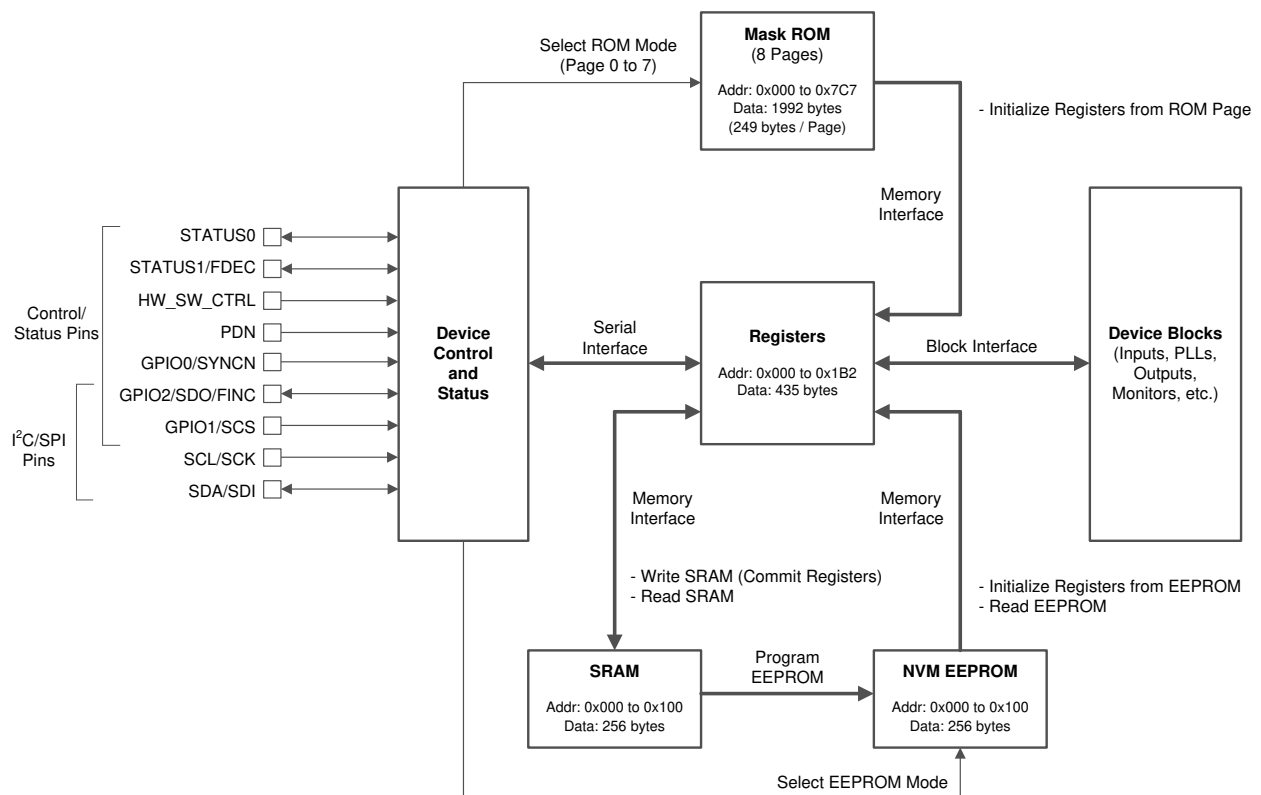 Mask ROM
(8 Pages)
Addr: 0x000 to 0x7C7
Data: 1992 bytes
(249 bytes / Page)
Select ROM Mode
(Page 0 to 7)
- Initialize Registers from ROM Page
Memory
Interface
Control/
Status Pins
I²C/SPI
Pins
STATUS0
STATUS1/FDEC
HW_SW_CTRL
PDN
GPIO0/SYNCN
GPIO2/SDO/FINC
GPIO1/SCS
SCL/SCK
SDA/SDI
Device
Control
and
Status
Serial
Interface
Registers
Addr: 0x000 to 0x1B2
Data: 435 bytes
Block Interface
Device Blocks
(Inputs, PLLs,
Outputs,
Monitors, etc.)
Memory
Interface
- Write SRAM (Commit Registers)
- Read SRAM
Memory
Interface
- Initialize Registers from EEPROM
- Read EEPROM
SRAM
Addr: 0x000 to 0x100
Data: 256 bytes
Program
EEPROM
NVM EEPROM
Addr: 0x000 to 0x100
Data: 256 bytes
Select EEPROM Mode